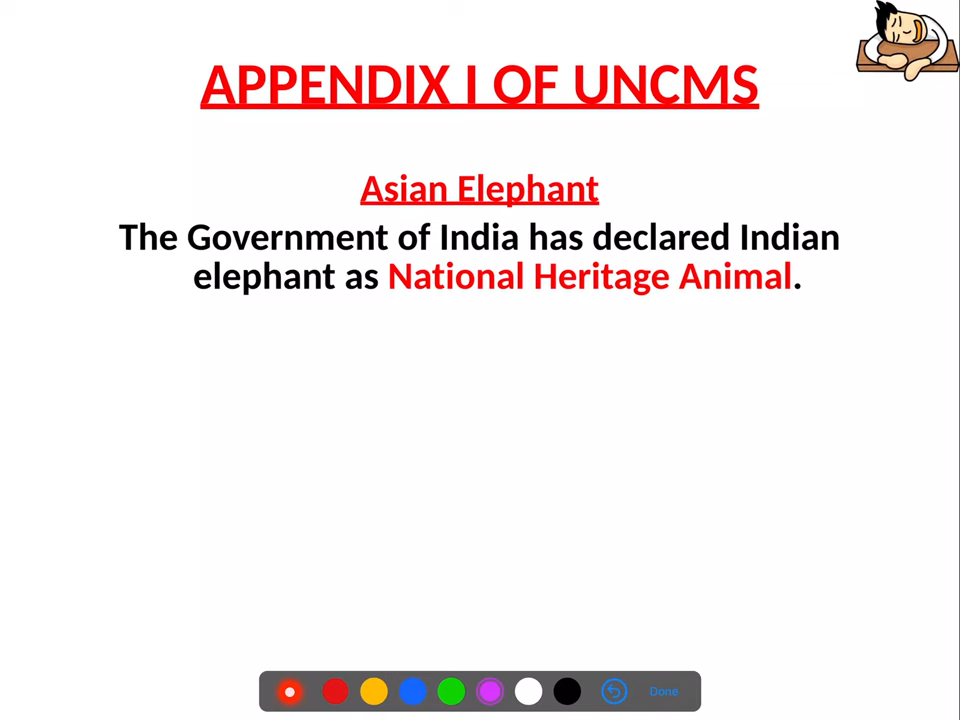 APPENDIX I OF UNCMS
Asian Elephant
The Government of India has declared Indian
elephant as National Heritage Animal.
Done